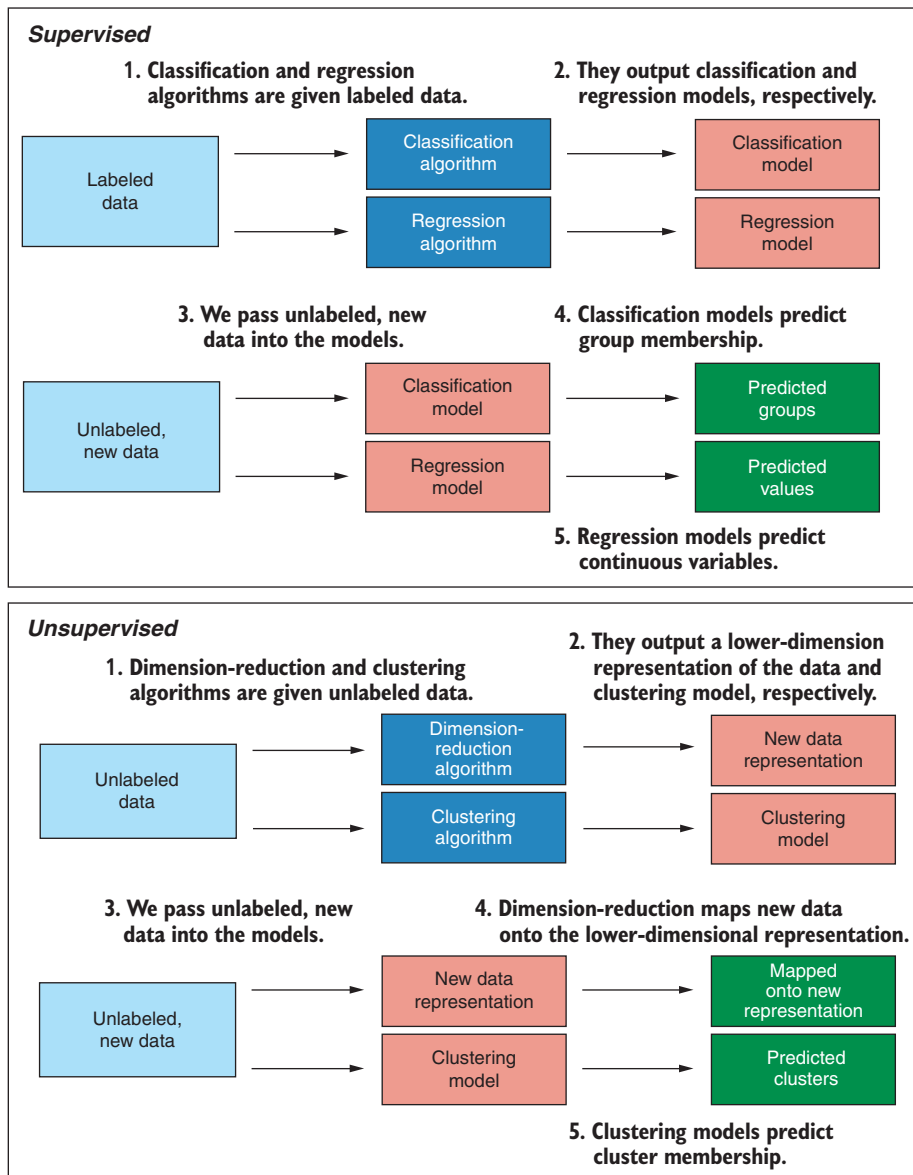 Supervised
1. Classification and regression
algorithms are given labeled data.
2. They output classification and
regression models, respectively.
Labeled
data
Classification
algorithm
Classification
model
Regression
algorithm
Regression
model
3. We pass unlabeled, new
data into the models.
4. Classification models predict
group membership.
Unlabeled,
new data
Classification
model
Predicted
groups
Regression
model
Predicted
values
5. Regression models predict
continuous variables.
Unsupervised
1. Dimension-reduction and clustering
algorithms are given unlabeled data.
2. They output a lower-dimension
representation of the data and
clustering model, respectively.
Unlabeled
data
Dimension-
reduction
algorithm
New data
representation
Clustering
algorithm
Clustering
model
3. We pass unlabeled, new
data into the models.
4. Dimension-reduction maps new data
onto the lower-dimensional representation.
Unlabeled,
new data
New data
representation
Mapped
onto new
representation
Clustering
model
Predicted
clusters
5. Clustering models predict
cluster membership.